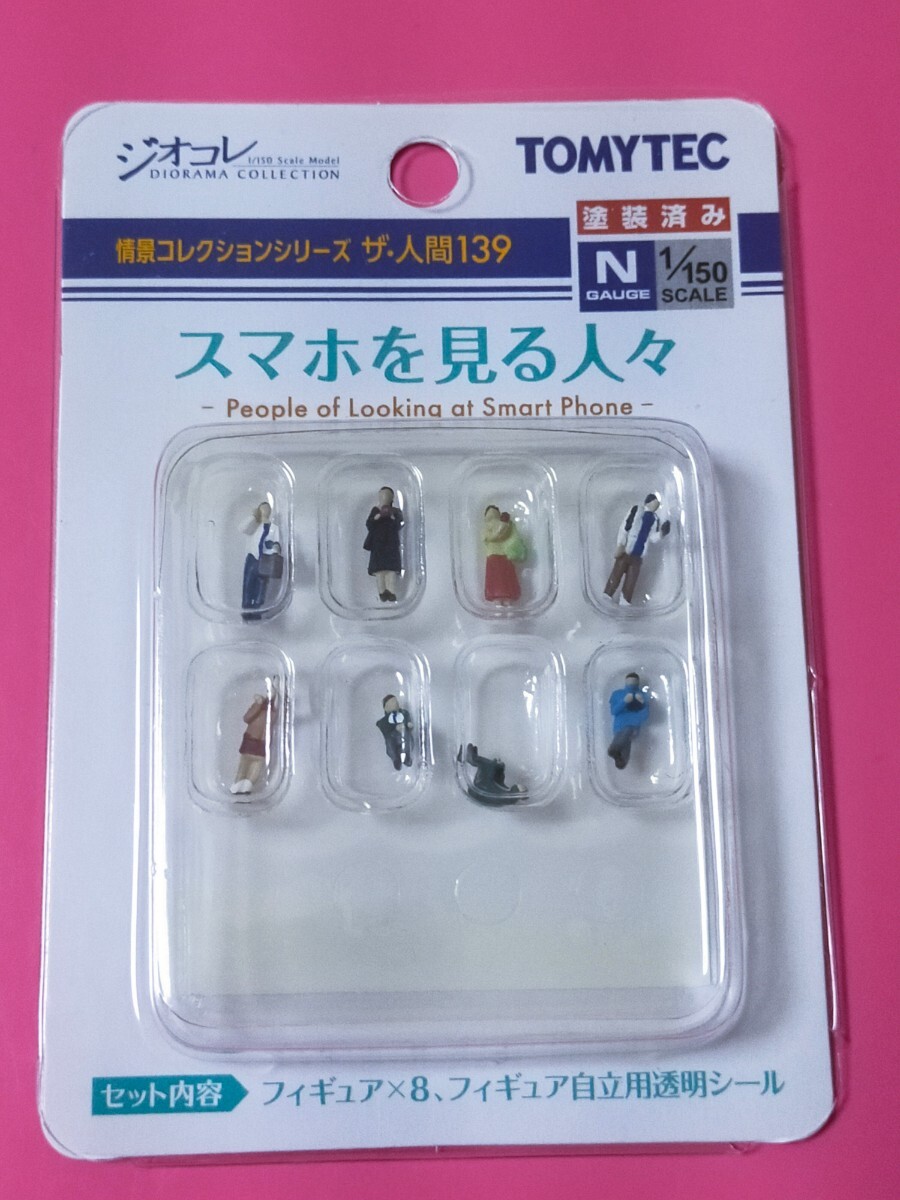 ジオコレ
1/150 Scale Model
DIORAMA COLLECTION
TOMYTEC
塗装済み
情景コレクションシリーズ ザ・人間139
N
GAUGE
1/150
SCALE
スマホを見る人々
- People of Looking at Smart Phone -
セット内容
フィギュア×8、フィギュア自立用透明シール